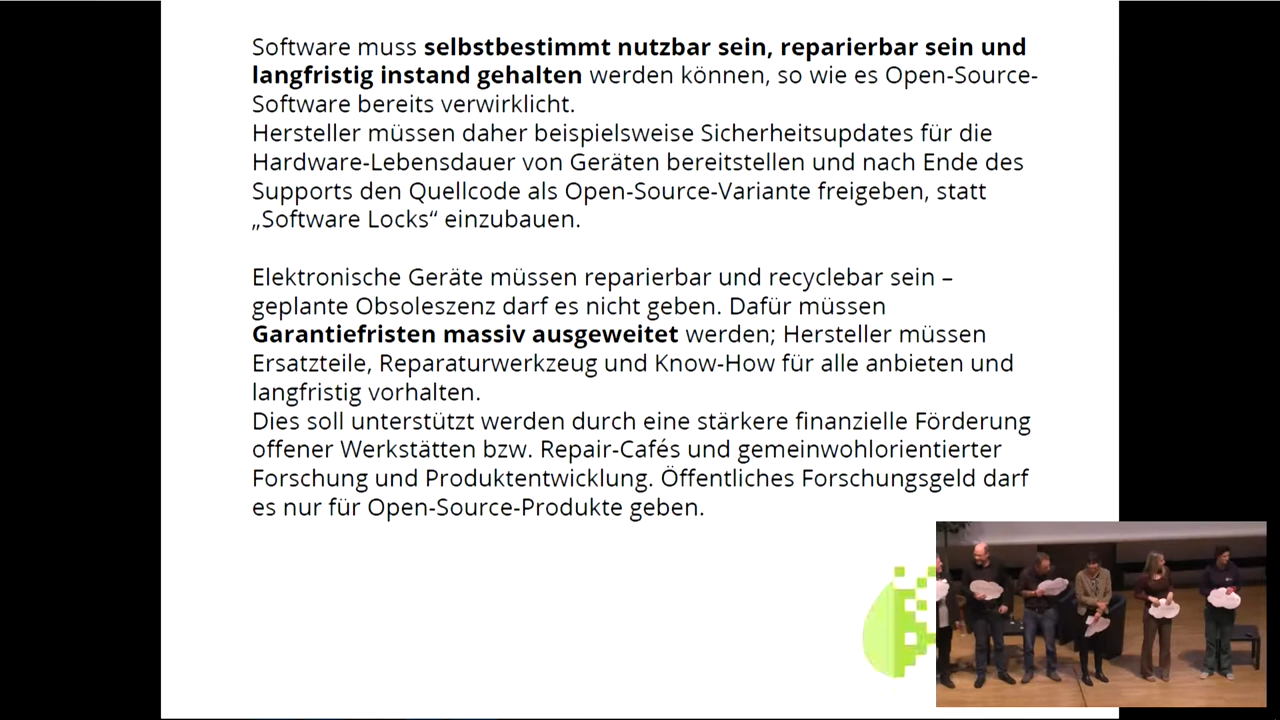 Software muss selbstbestimmt nutzbar sein, reparierbar sein und
langfristig instand gehalten werden können, so wie es Open-Source-
Software bereits verwirklicht.
Hersteller müssen daher beispielsweise Sicherheitsupdates für die
Hardware-Lebensdauer von Geräten bereitstellen und nach Ende des
Supports den Quellcode als Open-Source-Variante freigeben, statt
„Software Locks“ einzubauen.
Elektronische Geräte müssen reparierbar und recyclebar sein –
geplante Obsoleszenz darf es nicht geben. Dafür müssen
Garantiefristen massiv ausgeweitet werden; Hersteller müssen
Ersatzteile, Reparaturwerkzeug und Know-How für alle anbieten und
langfristig vorhalten.
Dies soll unterstützt werden durch eine stärkere finanzielle Förderung
offener Werkstätten bzw. Repair-Cafés und gemeinwohlorientierter
Forschung und Produktentwicklung. Öffentliches Forschungsgeld darf
es nur für Open-Source-Produkte geben.